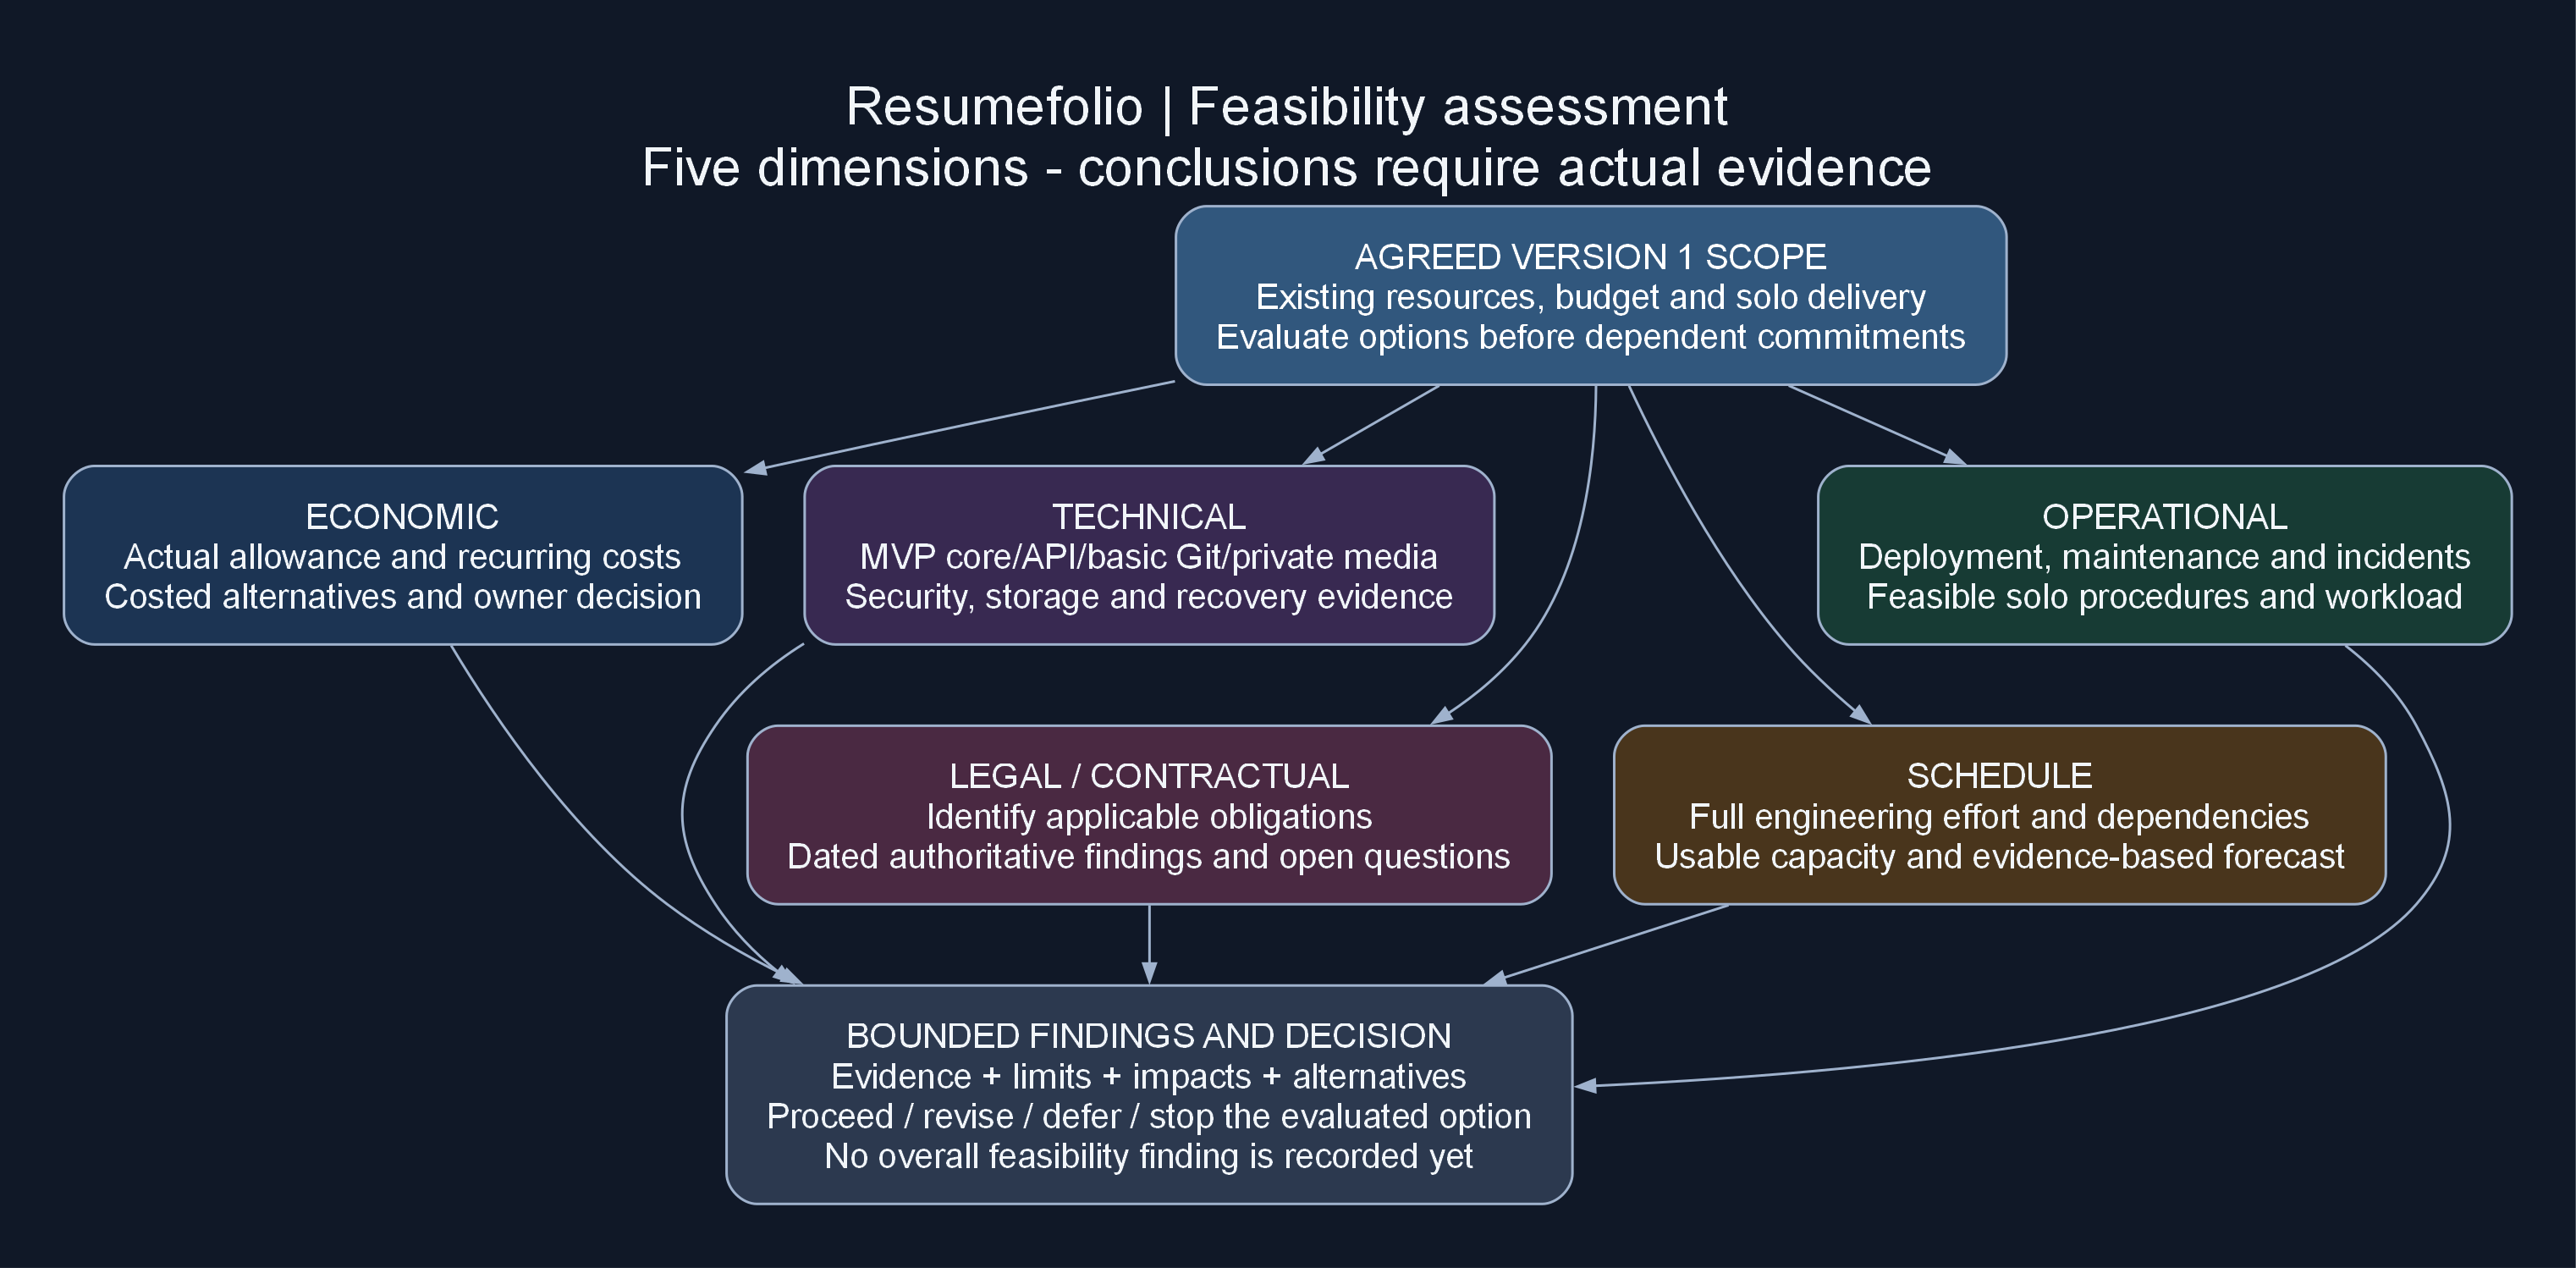 Resumefolio | Feasibility assessment
Five dimensions - conclusions require actual evidence
AGREED VERSION 1 SCOPE
Existing resources, budget and solo delivery
Evaluate options before dependent commitments
ECONOMIC
Actual allowance and recurring costs
Costed alternatives and owner decision
TECHNICAL
MVP core/API/basic Git/private media
Security, storage and recovery evidence
OPERATIONAL
Deployment, maintenance and incidents
Feasible solo procedures and workload
LEGAL / CONTRACTUAL
Identify applicable obligations
Dated authoritative findings and open questions
SCHEDULE
Full engineering effort and dependencies
Usable capacity and evidence-based forecast
BOUNDED FINDINGS AND DECISION
Evidence + limits + impacts + alternatives
Proceed / revise / defer / stop the evaluated option
No overall feasibility finding is recorded yet